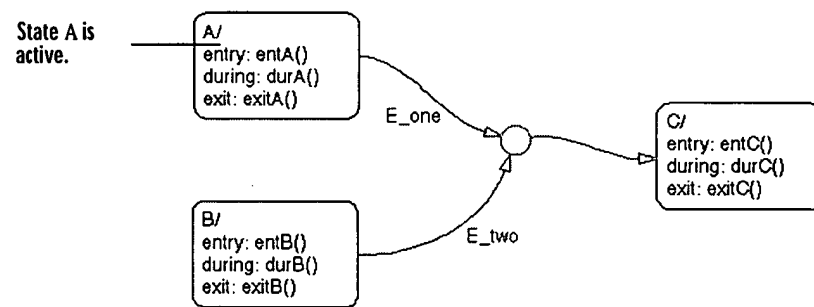 State A is
active.
A/
entry: entA()
during: durA()
exit: exitA()
E_one
C/
entry: entC()
during: durC()
exit: exitC()
B/
entry: entB()
during: durB()
exit: exitB()
E_two